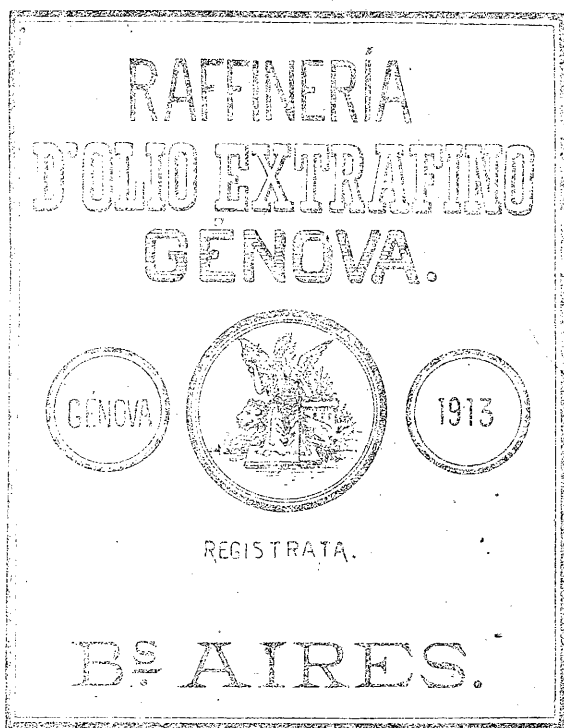 RAFFINERÍA
D'OLIO EXTRAFINO
GÉNOVA.
GÉNOVA
1913
REGISTRATA.
Bs. AIRES.